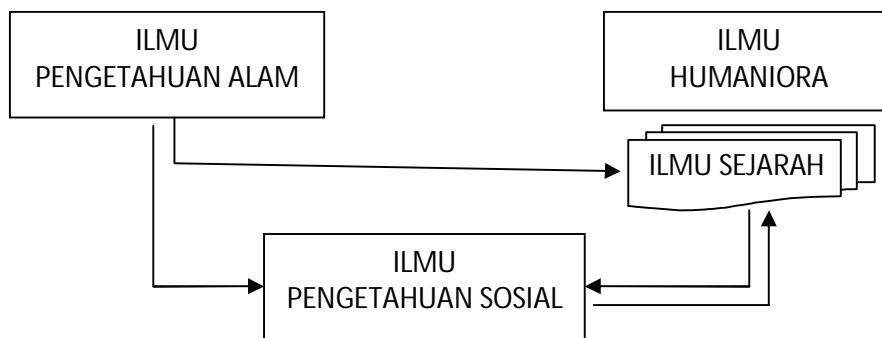 ILMU
PENGETAHUAN ALAM
ILMU
HUMANIORA
ILMU SEJARAH
ILMU
PENGETAHUAN SOSIAL